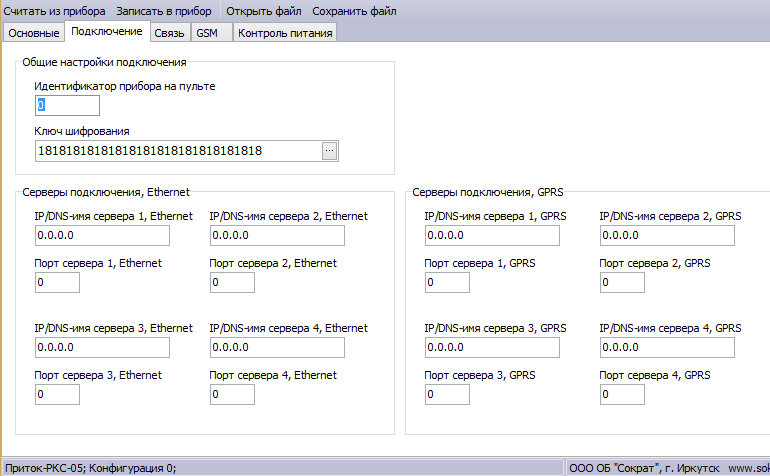 Считать из прибора Записать в прибор Открыть файл Сохранить файл
Основные Подключение Связь GSM Контроль питания
Общие настройки подключения
Идентификатор прибора на пульте
0
Ключ шифрования
18181818181818181818181818181818 ...
Серверы подключения, Ethernet
IP/DNS-имя сервера 1, Ethernet IP/DNS-имя сервера 2, Ethernet
0.0.0.0 0.0.0.0
Порт сервера 1, Ethernet Порт сервера 2, Ethernet
0 0
IP/DNS-имя сервера 3, Ethernet IP/DNS-имя сервера 4, Ethernet
0.0.0.0 0.0.0.0
Порт сервера 3, Ethernet Порт сервера 4, Ethernet
0 0
Серверы подключения, GPRS
IP/DNS-имя сервера 1, GPRS IP/DNS-имя сервера 2, GPRS
0.0.0.0 0.0.0.0
Порт сервера 1, GPRS Порт сервера 2, GPRS
0 0
IP/DNS-имя сервера 3, GPRS IP/DNS-имя сервера 4, GPRS
0.0.0.0 0.0.0.0
Порт сервера 3, GPRS Порт сервера 4, GPRS
0 0
Приток-РКС-05; Конфигурация 0; ООО ОБ "Сократ", г. Иркутск www.sok